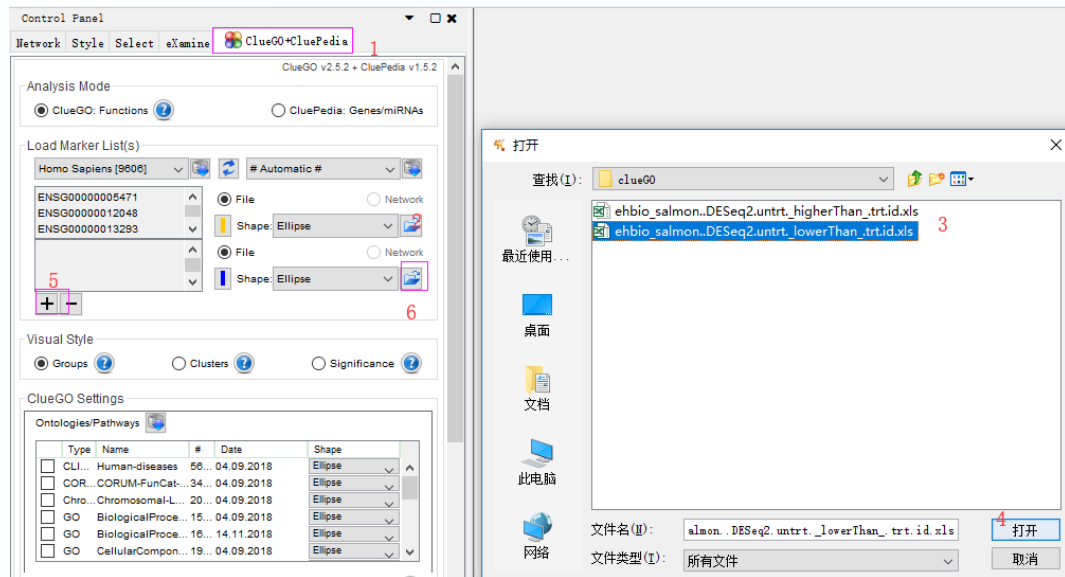 Control Panel
Network Style Select eXamine ClueGO+CluePedia
1
ClueGO v2.5.2 + CluePedia v1.5.2
Analysis Mode
ClueGO: Functions ? CluePedia: Genes/miRNAs
Load Marker List(s)
Homo Sapiens [9606] # Automatic #
ENSG00000005471
ENSG00000012048
ENSG00000013293
File Network
2
Shape: Ellipse
File Network
Shape: Ellipse
5
+ -
6
Visual Style
Groups ? Clusters ? Significance ?
ClueGO Settings
Ontologies/Pathways
Type Name # Date Shape
CLI... Human-diseases 56... 04.09.2018 Ellipse
COR... CORUM-FunCat-... 34... 04.09.2018 Ellipse
Chro... Chromosomal-L... 20... 04.09.2018 Ellipse
GO BiologicalProce... 15... 04.09.2018 Ellipse
GO BiologicalProce... 16... 14.11.2018 Ellipse
GO CellularCompon... 19... 04.09.2018 Ellipse
打开
查找(I): clueGO
ehbio_salmon..DESeq2.untrt._higherThan_.trt.id.xls
ehbio_salmon..DESeq2.untrt._lowerThan_.trt.id.xls
3
最近使用...
桌面
文档
此电脑
网络
4
文件名(N): almon..DESeq2.untrt._lowerThan_.trt.id.xls 打开
文件类型(T): 所有文件 取消